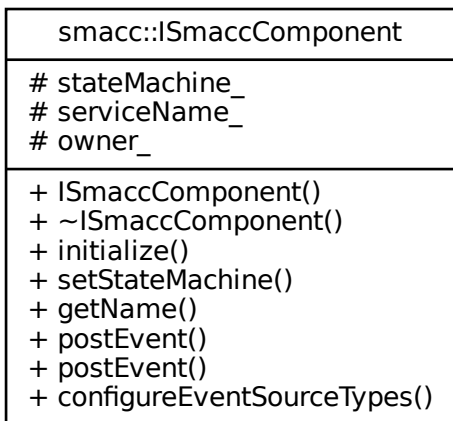 smacc::ISmaccComponent
# stateMachine_
# serviceName_
# owner_
+ ISmaccComponent()
+ ~ISmaccComponent()
+ initialize()
+ setStateMachine()
+ getName()
+ postEvent()
+ postEvent()
+ configureEventSourceTypes()